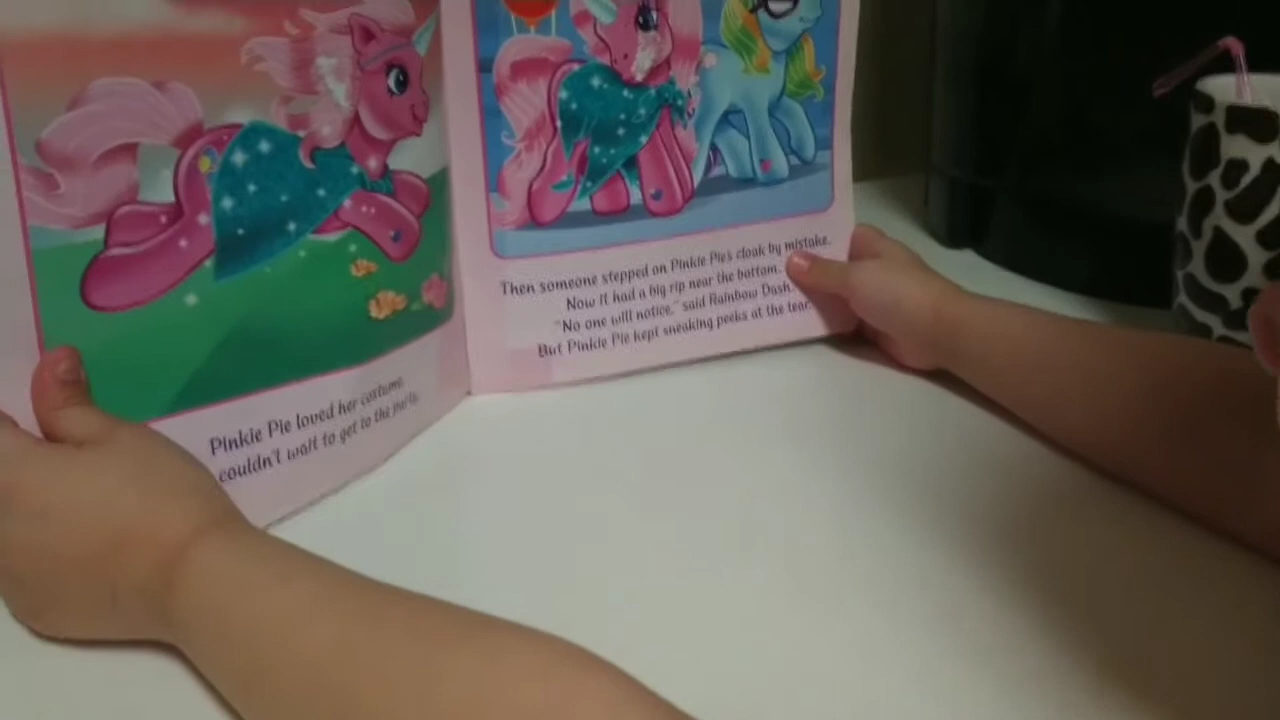 Pinkie Pie loved her costume
couldn't wait to get to the party.
Then someone stepped on Pinkie Pie's cloak by mistake.
Now it had a big rip near the bottom.
"No one will notice," said Rainbow Dash.
But Pinkie Pie kept sneaking peeks at the tear.